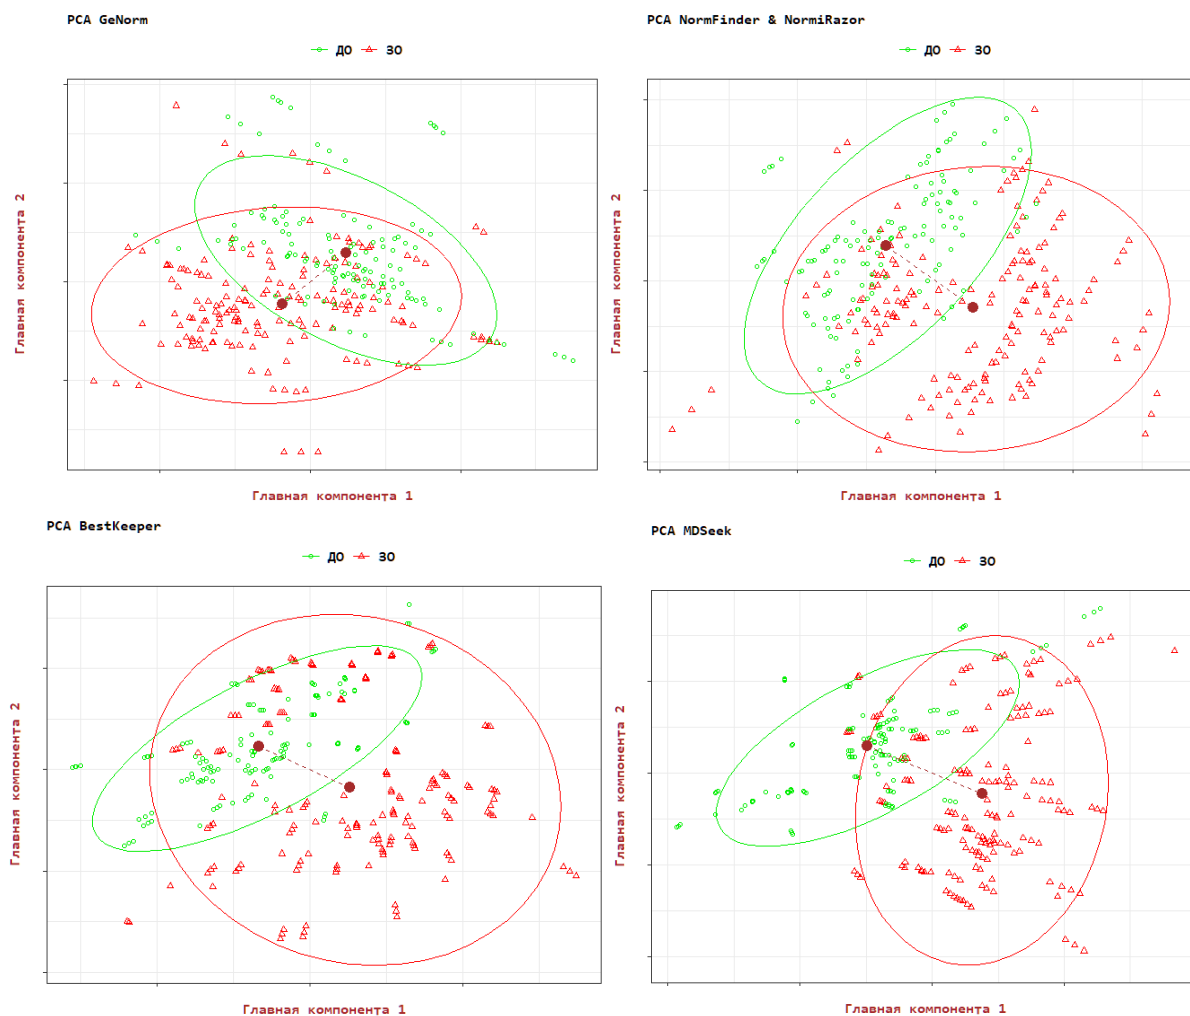 PCA GeNorm
ДО ЗО
Главная компонента 2
Главная компонента 1
PCA NormFinder & NormiRazor
ДО ЗО
Главная компонента 2
Главная компонента 1
PCA BestKeeper
ДО ЗО
Главная компонента 2
Главная компонента 1
PCA MDSeek
ДО ЗО
Главная компонента 2
Главная компонента 1